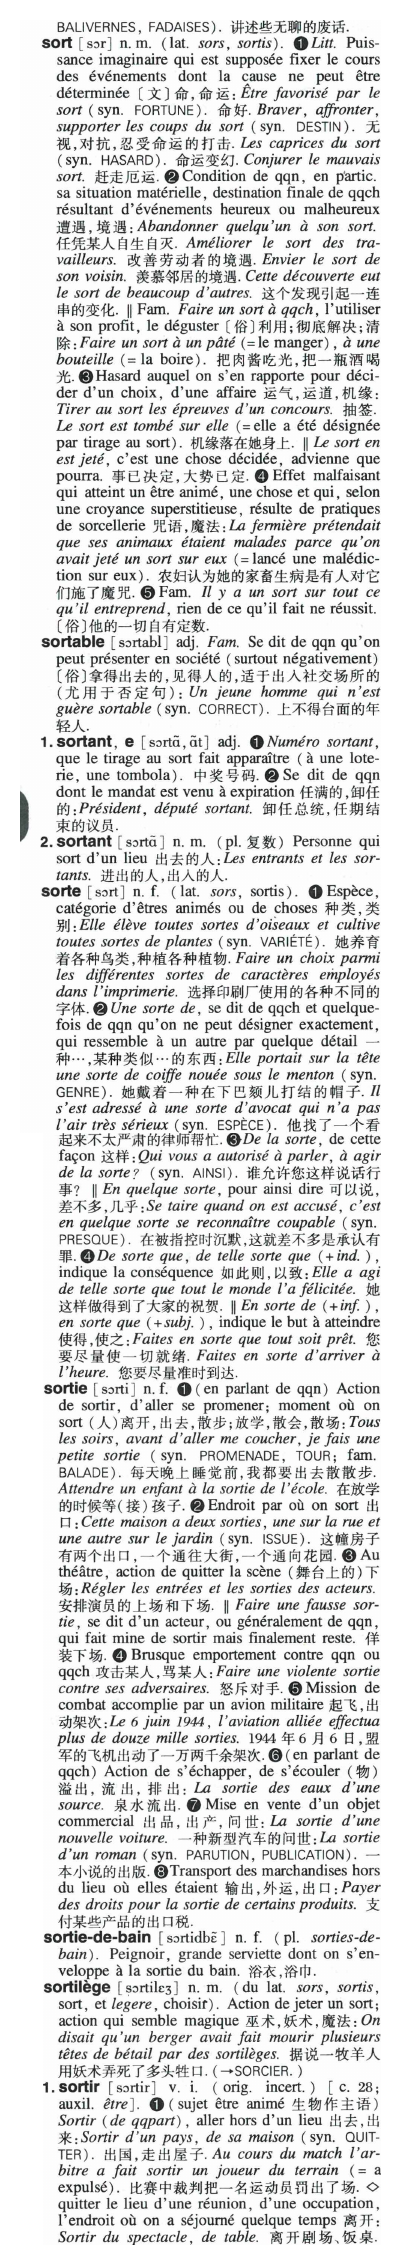 BALIVERNES, FADAISES). 讲述些无聊的废话.
sort [sɔr] n. m. (lat. sors, sortis). ❶ Litt. Puis-
sance imaginaire qui est supposée fixer le cours
des événements dont la cause ne peut être
déterminée [文]命,命运: Être favorisé par le
sort (syn. FORTUNE). 命好. Braver, affronter,
supporter les coups du sort (syn. DESTIN). 无
视,对抗,忍受命运的打击. Les caprices du sort
(syn. HASARD). 命运变幻. Conjurer le mauvais
sort. 赶走厄运. ❷ Condition de qqn, en partic.
sa situation matérielle, destination finale de qqch
résultant d'événements heureux ou malheureux
遭遇,境遇: Abandonner quelqu'un à son sort.
任凭某人自生自灭. Améliorer le sort des tra-
vailleurs. 改善劳动者的境遇. Envier le sort de
son voisin. 羡慕邻居的境遇. Cette découverte eut
le sort de beaucoup d'autres. 这个发现引起一连
串的变化. ‖ Fam. Faire un sort à qqch, l'utiliser
à son profit, le déguster [俗]利用;彻底解决;清
除: Faire un sort à un pâté (= le manger), à une
bouteille (= la boire). 把肉酱吃光,把一瓶酒喝
光. ❸ Hasard auquel on s'en rapporte pour déci-
der d'un choix, d'une affaire 运气,运道,机缘:
Tirer au sort les épreuves d'un concours. 抽签.
Le sort est tombé sur elle (= elle a été désignée
par tirage au sort). 机缘落在她身上. ‖ Le sort en
est jeté, c'est une chose décidée, advienne que
pourra. 事已决定,大势已定. ❹ Effet malfaisant
qui atteint un être animé, une chose et qui, selon
une croyance superstitieuse, résulte de pratiques
de sorcellerie 咒语,魔法: La fermière prétendait
que ses animaux étaient malades parce qu'on
avait jeté un sort sur eux (= lancé une malédic-
tion sur eux). 农妇认为她的家畜生病是有人对它
们施了魔咒. ❺ Fam. Il y a un sort sur tout ce
qu'il entreprend, rien de ce qu'il fait ne réussit.
[俗]他的一切自有定数.
sortable [sɔrtabl] adj. Fam. Se dit de qqn qu'on
peut présenter en société (surtout négativement)
[俗]拿得出去的,见得人的,适于出入社交场所的
(尤用于否定句): Un jeune homme qui n'est
guère sortable (syn. CORRECT). 上不得台面的年
轻人.
1. sortant, e [sɔrtɑ̃, ɑ̃t] adj. ❶ Numéro sortant,
que le tirage au sort fait apparaître (à une lote-
rie, une tombola). 中奖号码. ❷ Se dit de qqn
dont le mandat est venu à expiration 任满的,卸任
的: Président, député sortant. 卸任总统,任期结
束的议员.
2. sortant [sɔrtɑ̃] n. m. (pl. 复数) Personne qui
sort d'un lieu 出去的人: Les entrants et les sor-
tants. 进出的人,出入的人.
sorte [sɔrt] n. f. (lat. sors, sortis). ❶ Espèce,
catégorie d'êtres animés ou de choses 种类,类
别: Elle élève toutes sortes d'oiseaux et cultive
toutes sortes de plantes (syn. VARIÉTÉ). 她养育
着各种鸟类,种植各种植物. Faire un choix parmi
les différentes sortes de caractères employés
dans l'imprimerie. 选择印刷厂使用的各种不同的
字体. ❷ Une sorte de, se dit de qqch et quelque-
fois de qqn qu'on ne peut désigner exactement,
qui ressemble à un autre par quelque détail 一
种…,某种类似…的东西: Elle portait sur la tête
une sorte de coiffe nouée sous le menton (syn.
GENRE). 她戴着一种在下巴颏儿打结的帽子. Il
s'est adressé à une sorte d'avocat qui n'a pas
l'air très sérieux (syn. ESPÈCE). 他找了一个看
起来不太严肃的律师帮忙. ❸ De la sorte, de cette
façon 这样: Qui vous a autorisé à parler, à agir
de la sorte? (syn. AINSI). 谁允许您这样说话行
事? ‖ En quelque sorte, pour ainsi dire 可以说,
差不多,几乎: Se taire quand on est accusé, c'est
en quelque sorte se reconnaître coupable (syn.
PRESQUE). 在被指控时沉默,这就差不多是承认有
罪. ❹ De sorte que, de telle sorte que (+ ind.),
indique la conséquence 如此则,以致: Elle a agi
de telle sorte que tout le monde l'a félicitée. 她
这样做得到了大家的祝贺. ‖ En sorte de (+ inf.),
en sorte que (+ subj.), indique le but à atteindre
使得,使之: Faites en sorte que tout soit prêt. 您
要尽量使一切就绪. Faites en sorte d'arriver à
l'heure. 您要尽量准时到达.
sortie [sɔrti] n. f. ❶ (en parlant de qqn) Action
de sortir, d'aller se promener; moment où on
sort (人)离开,出去,散步;放学,散会,散场: Tous
les soirs, avant d'aller me coucher, je fais une
petite sortie (syn. PROMENADE, TOUR; fam.
BALADE). 每天晚上睡觉前,我都要出去散散步.
Attendre un enfant à la sortie de l'école. 在放学
的时候等(接)孩子. ❷ Endroit par où on sort 出
口: Cette maison a deux sorties, une sur la rue et
une autre sur le jardin (syn. ISSUE). 这幢房子
有两个出口,一个通往大街,一个通向花园. ❸ Au
théâtre, action de quitter la scène (舞台上的)下
场: Régler les entrées et les sorties des acteurs.
安排演员的上场和下场. ‖ Faire une fausse sor-
tie, se dit d'un acteur, ou généralement de qqn,
qui fait mine de sortir mais finalement reste. 佯
装下场. ❹ Brusque emportement contre qqn ou
qqch 攻击某人,骂某人: Faire une violente sortie
contre ses adversaires. 怒斥对手. ❺ Mission de
combat accomplie par un avion militaire 起飞,出
动架次: Le 6 juin 1944, l'aviation alliée effectua
plus de douze mille sorties. 1944 年 6 月 6 日,盟
军的飞机出动了一万两千余架次. ❻ (en parlant de
qqch) Action de s'échapper, de s'écouler (物)
溢出, 流出, 排出: La sortie des eaux d'une
source. 泉水流出. ❼ Mise en vente d'un objet
commercial 出品, 出产, 问世: La sortie d'une
nouvelle voiture. 一种新型汽车的问世: La sortie
d'un roman (syn. PARUTION, PUBLICATION). 一
本小说的出版. ❽ Transport des marchandises hors
du lieu où elles étaient 输出,外运,出口: Payer
des droits pour la sortie de certains produits. 支
付某些产品的出口税.
sortie-de-bain [sɔrtidbɛ̃] n. f. (pl. sorties-de-
bain). Peignoir, grande serviette dont on s'en-
veloppe à la sortie du bain. 浴衣,浴巾.
sortilège [sɔrtilɛʒ] n. m. (du lat. sors, sortis,
sort, et legere, choisir). Action de jeter un sort;
action qui semble magique 巫术,妖术,魔法: On
disait qu'un berger avait fait mourir plusieurs
têtes de bétail par des sortilèges. 据说一牧羊人
用妖术弄死了多头牲口. (→SORCIER.)
1. sortir [sɔrtir] v. i. (orig. incert.) [c. 28;
auxil. être]. ❶ (sujet être animé 生物作主语)
Sortir (de qqpart), aller hors d'un lieu 出去,出
来: Sortir d'un pays, de sa maison (syn. QUIT-
TER). 出国,走出屋子. Au cours du match l'ar-
bitre a fait sortir un joueur du terrain (= a
expulsé). 比赛中裁判把一名运动员罚出了场. ◇
quitter le lieu d'une réunion, d'une occupation,
l'endroit où on a séjourné quelque temps 离开:
Sortir du spectacle, de table. 离开剧场、饭桌.